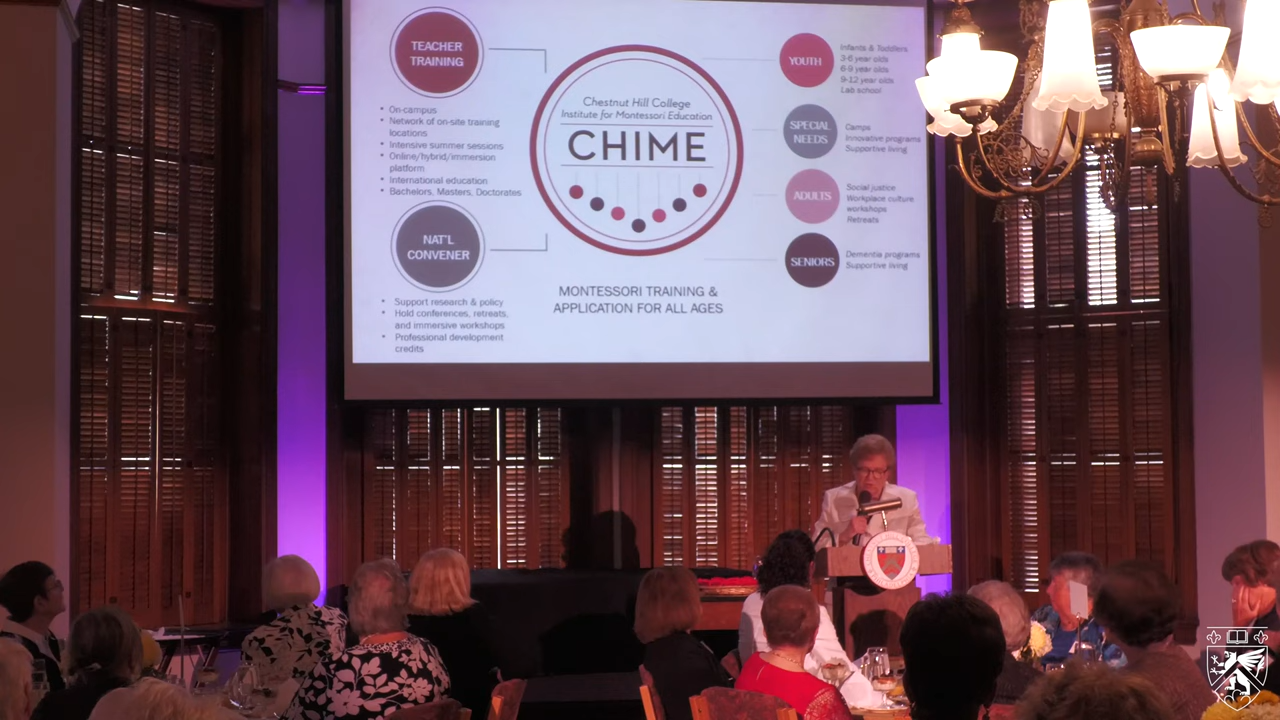 TEACHER
TRAINING
• On-campus
• Network of on-site training
locations
• Intensive summer sessions
• Online/hybrid/immersion
platform
• International education
• Bachelors, Masters, Doctorates
NAT'L
CONVENER
• Support research & policy
• Hold conferences, retreats,
and immersive workshops
• Professional development
credits
Chestnut Hill College
Institute for Montessori Education
CHIME
MONTESSORI TRAINING &
APPLICATION FOR ALL AGES
YOUTH
Infants & Toddlers
3-6 year olds
6-9 year olds
9-12 year olds
Lab school
SPECIAL
NEEDS
Camps
Innovative programs
Supportive living
ADULTS
Social justice
Workplace culture
workshops
Retreats
SENIORS
Dementia programs
Supportive living